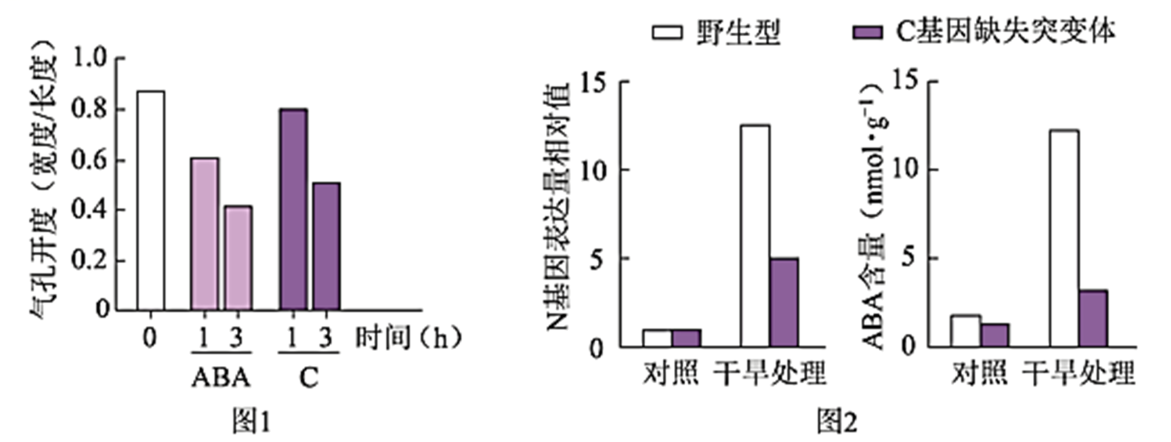 气孔开度（宽度/长度）
1.0
0.8
0.6
0.4
0.2
0
0 1 3 1 3 时间(h)
ABA C
图1
野生型 C基因缺失突变体
N基因表达量相对值
15
10
5
0
对照 干旱处理
ABA含量（nmol·g⁻¹）
15
10
5
0
对照 干旱处理
图2